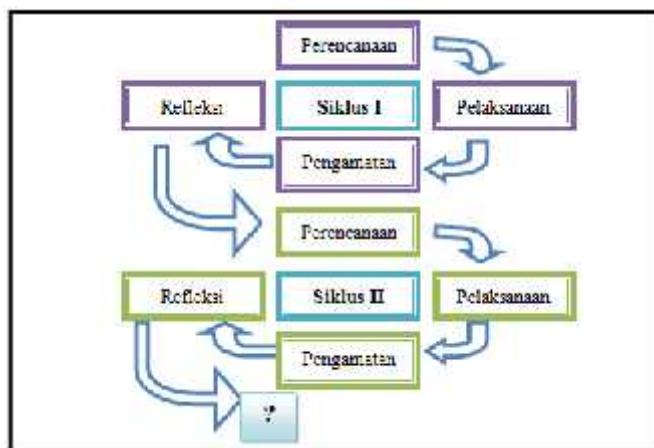 Perencanaan
Refleksi
Siklus I
Pelaksanaan
Pengamatan
Perencanaan
Refleksi
Siklus II
Pelaksanaan
Pengamatan
?